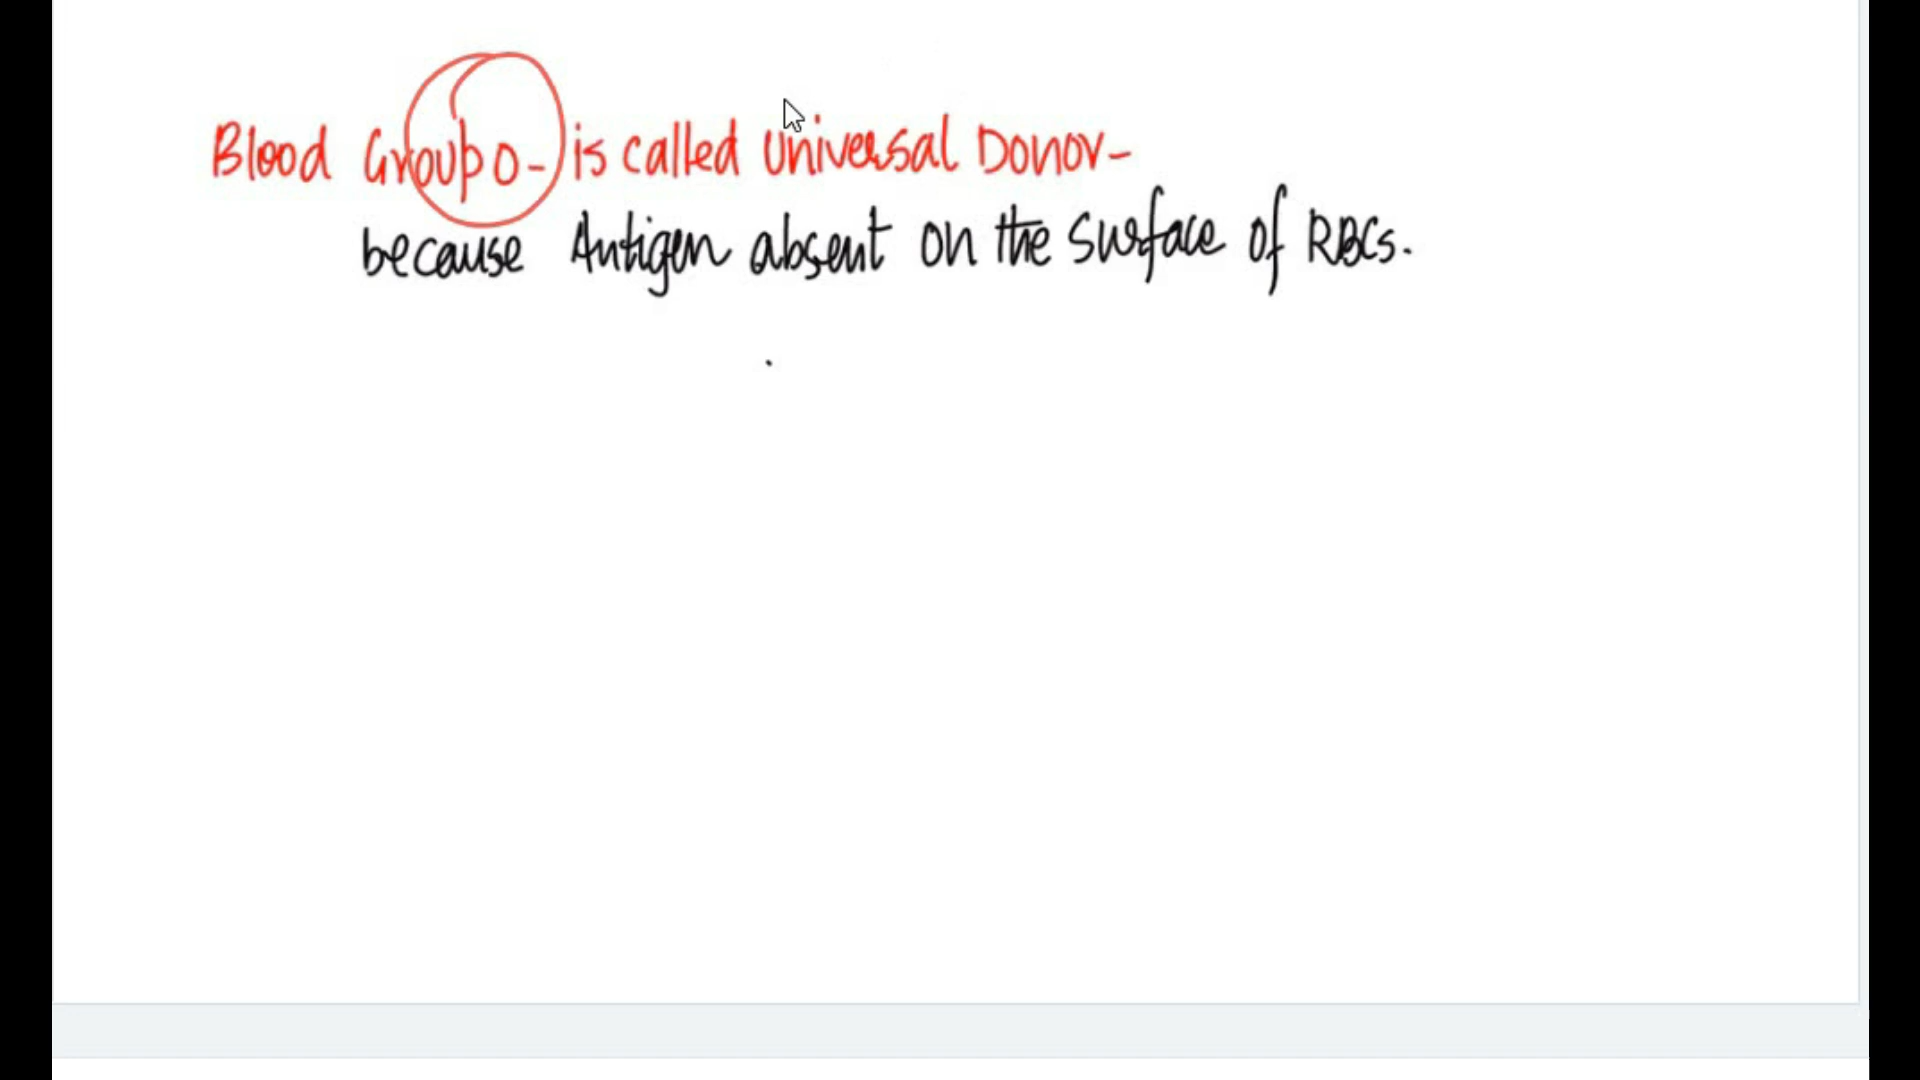 Blood Group O- is called Universal Donor-
because Antigen absent on the surface of RBCs.